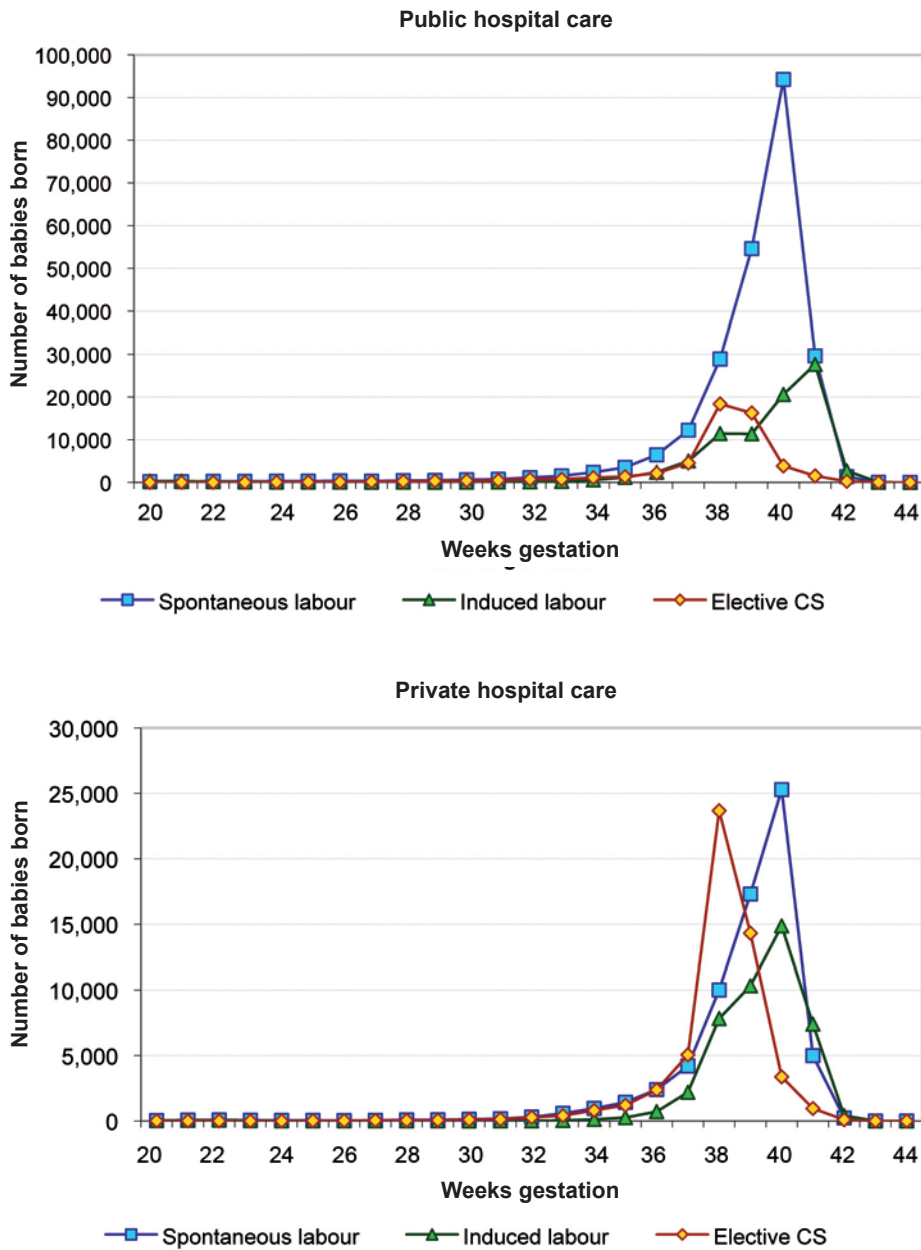 Public hospital care
100,000
90,000
80,000
70,000
60,000
50,000
40,000
30,000
20,000
10,000
0
Number of babies born
20 22 24 26 28 30 32 34 36 38 40 42 44
Weeks gestation
Spontaneous labour Induced labour Elective CS
Private hospital care
30,000
25,000
20,000
15,000
10,000
5,000
0
Number of babies born
20 22 24 26 28 30 32 34 36 38 40 42 44
Weeks gestation
Spontaneous labour Induced labour Elective CS